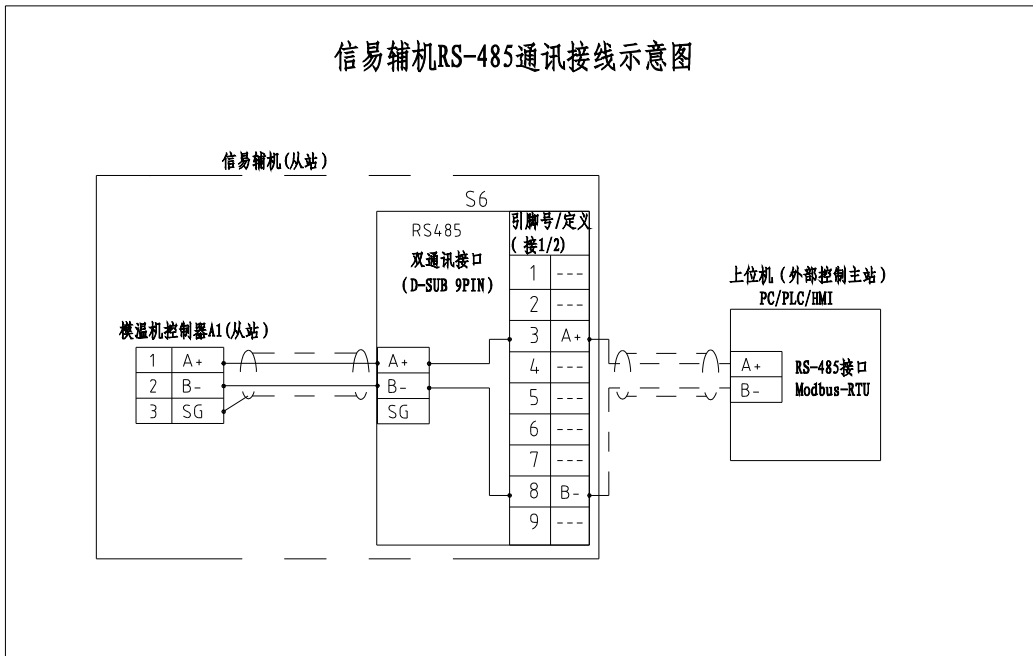 信易辅机RS-485通讯接线示意图
信易辅机(从站)
S6
RS485
双通讯接口
(D-SUB 9PIN)
引脚号/定义
( 接1/2)
1 ---
2 ---
3 A+
4 ---
5 ---
6 ---
7 ---
8 B-
9 ---
模温机控制器A1(从站)
1 A+
2 B-
3 SG
A+
B-
SG
上位机(外部控制主站)
PC/PLC/HMI
A+
B-
RS-485接口
Modbus-RTU